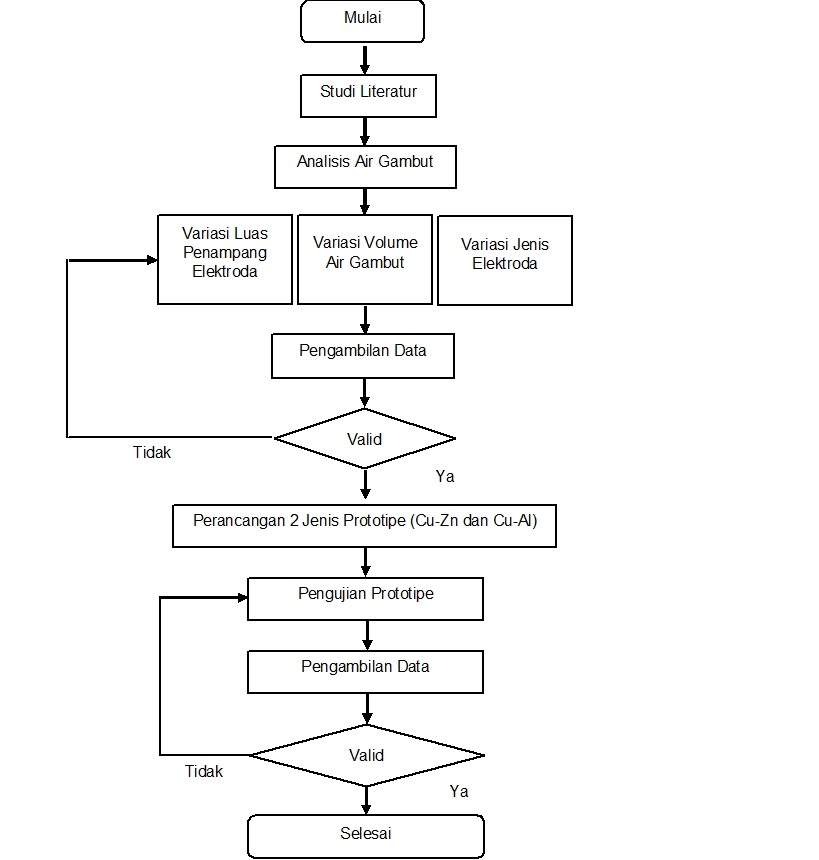 Mulai
Studi Literatur
Analisis Air Gambut
Variasi Luas
Penampang
Elektroda
Variasi Volume
Air Gambut
Variasi Jenis
Elektroda
Pengambilan Data
Valid
Tidak
Ya
Perancangan 2 Jenis Prototipe (Cu-Zn dan Cu-Al)
Pengujian Prototipe
Pengambilan Data
Valid
Tidak
Ya
Selesai